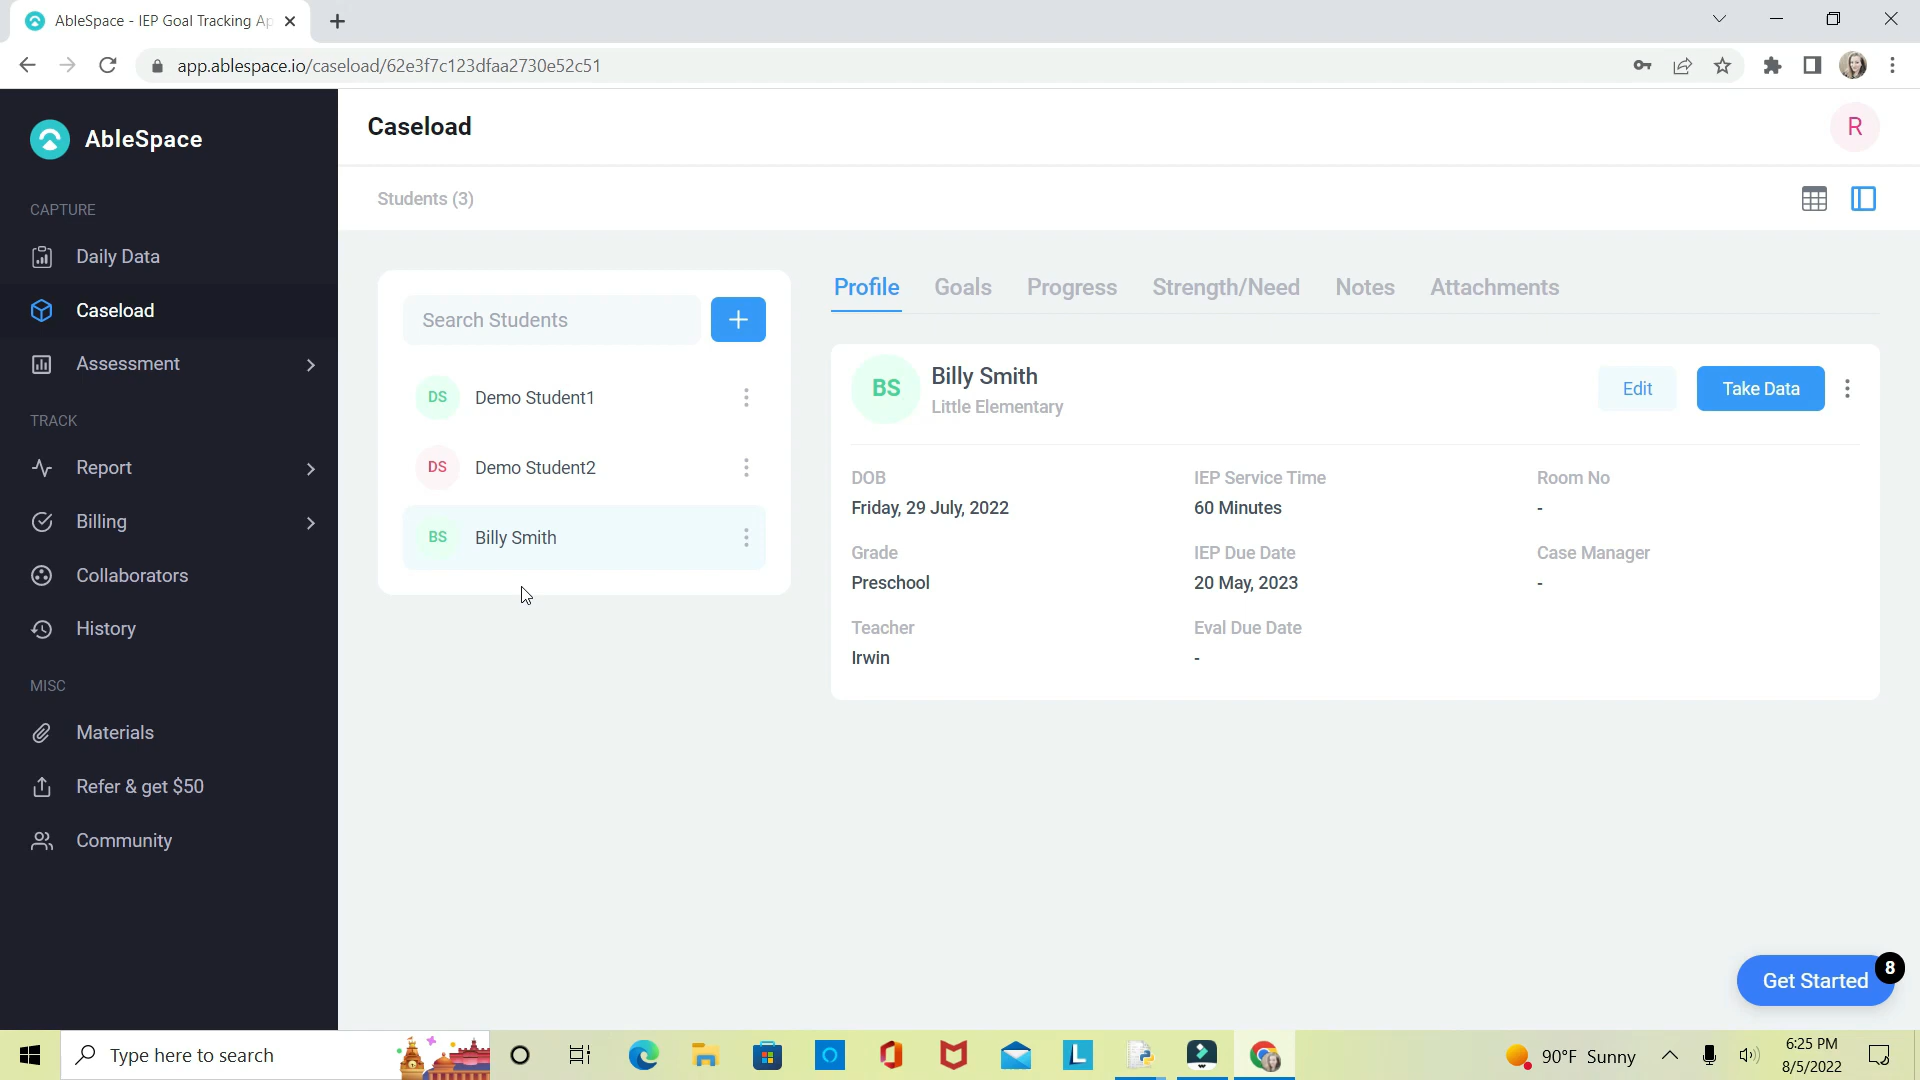 AbleSpace - IEP Goal Tracking Ap
app.ablespace.io/caseload/62e3f7c123dfaa2730e52c51
AbleSpace
Caseload
R
CAPTURE
Students (3)
Daily Data
Caseload
Assessment
TRACK
Report
Billing
Collaborators
History
MISC
Materials
Refer & get $50
Community
Search Students
+
DS Demo Student1
DS Demo Student2
BS Billy Smith
Profile Goals Progress Strength/Need Notes Attachments
BS
Billy Smith
Little Elementary
Edit
Take Data
DOB
Friday, 29 July, 2022
IEP Service Time
60 Minutes
Room No
-
Grade
Preschool
IEP Due Date
20 May, 2023
Case Manager
-
Teacher
Irwin
Eval Due Date
-
Get Started
8
Type here to search
L
90°F Sunny
6:25 PM
8/5/2022